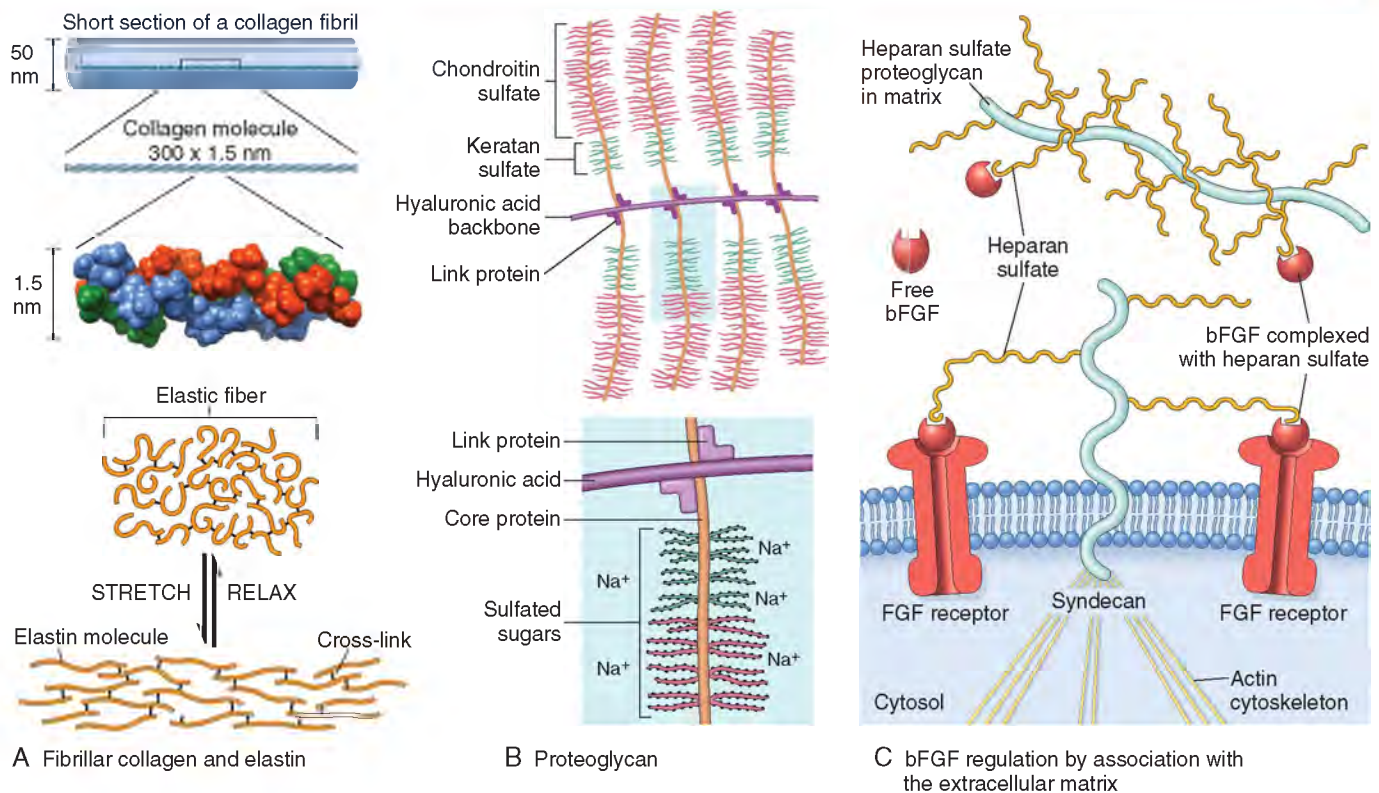 Short section of a collagen fibril
50
nm
Collagen molecule
300 x 1.5 nm
1.5
nm
Elastic fiber
STRETCH
RELAX
Elastin molecule
Cross-link
A Fibrillar collagen and elastin
Chondroitin
sulfate
Keratan
sulfate
Hyaluronic acid
backbone
Link protein
Link protein
Hyaluronic acid
Core protein
Sulfated
sugars
Na+
Na+
Na+
Na+
Na+
B Proteoglycan
Heparan sulfate
proteoglycan
in matrix
Heparan
sulfate
Free
bFGF
bFGF complexed
with heparan sulfate
FGF receptor
Syndecan
FGF receptor
Cytosol
Actin
cytoskeleton
C bFGF regulation by association with
the extracellular matrix